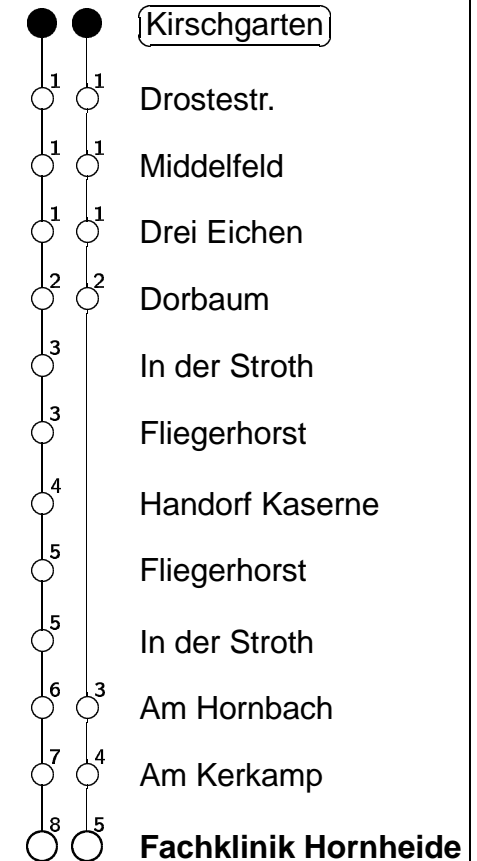 Kirschgarten
1 1 Drostestr.
1 1 Middelfeld
1 1 Drei Eichen
2 2 Dorbaum
3 In der Stroth
3 Fliegerhorst
4 Handorf Kaserne
5 Fliegerhorst
5 In der Stroth
6 3 Am Hornbach
7 4 Am Kerkamp
8 5 Fachklinik Hornheide